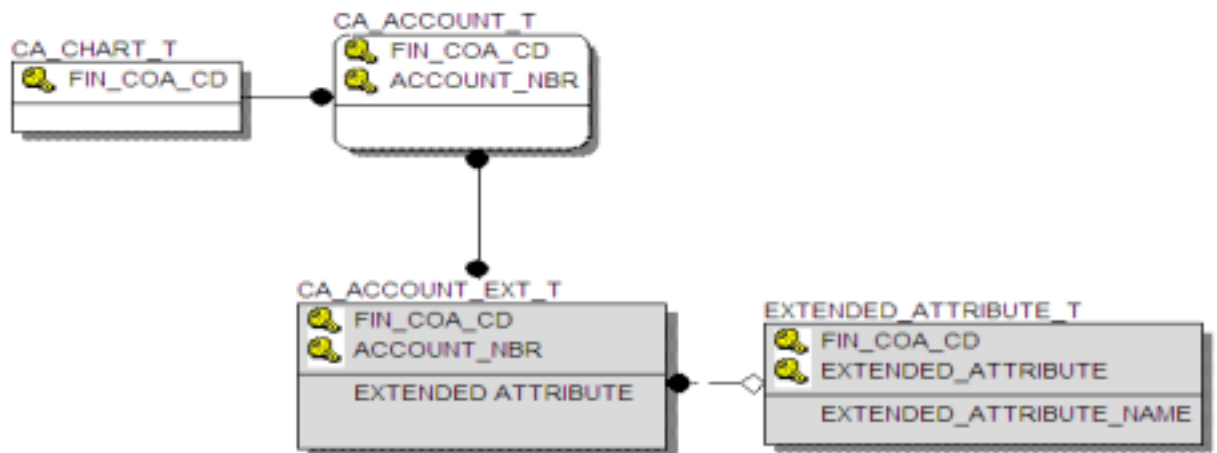 CA_CHART_T
FIN_COA_CD
CA_ACCOUNT_T
FIN_COA_CD
ACCOUNT_NBR
CA_ACCOUNT_EXT_T
FIN_COA_CD
ACCOUNT_NBR
EXTENDED ATTRIBUTE
EXTENDED_ATTRIBUTE_T
FIN_COA_CD
EXTENDED_ATTRIBUTE
EXTENDED_ATTRIBUTE_NAME